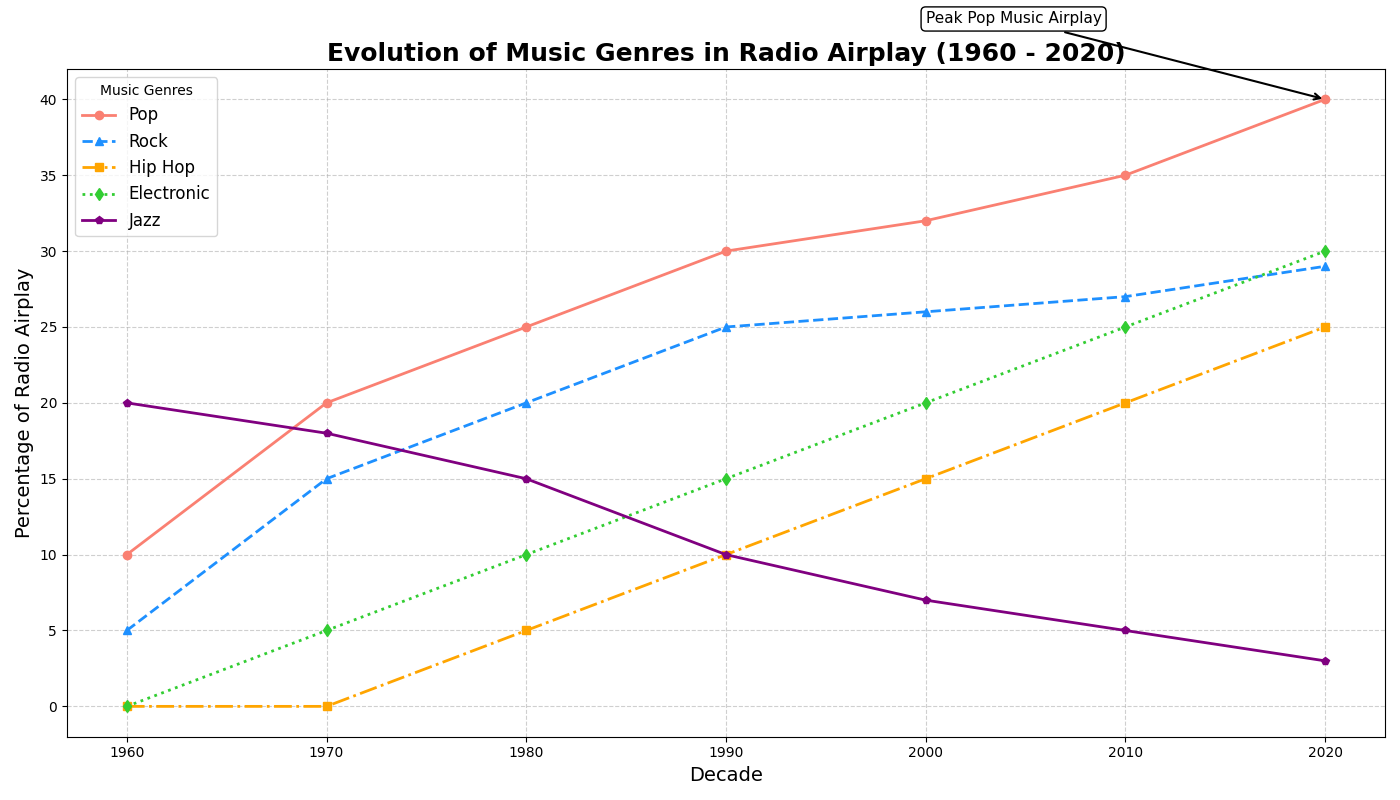 Peak Pop Music Airplay
Evolution of Music Genres in Radio Airplay (1960 - 2020)
Music Genres
Pop
Rock
Hip Hop
Electronic
Jazz
Percentage of Radio Airplay
40
35
30
25
20
15
10
5
0
1960 1970 1980 1990 2000 2010 2020
Decade